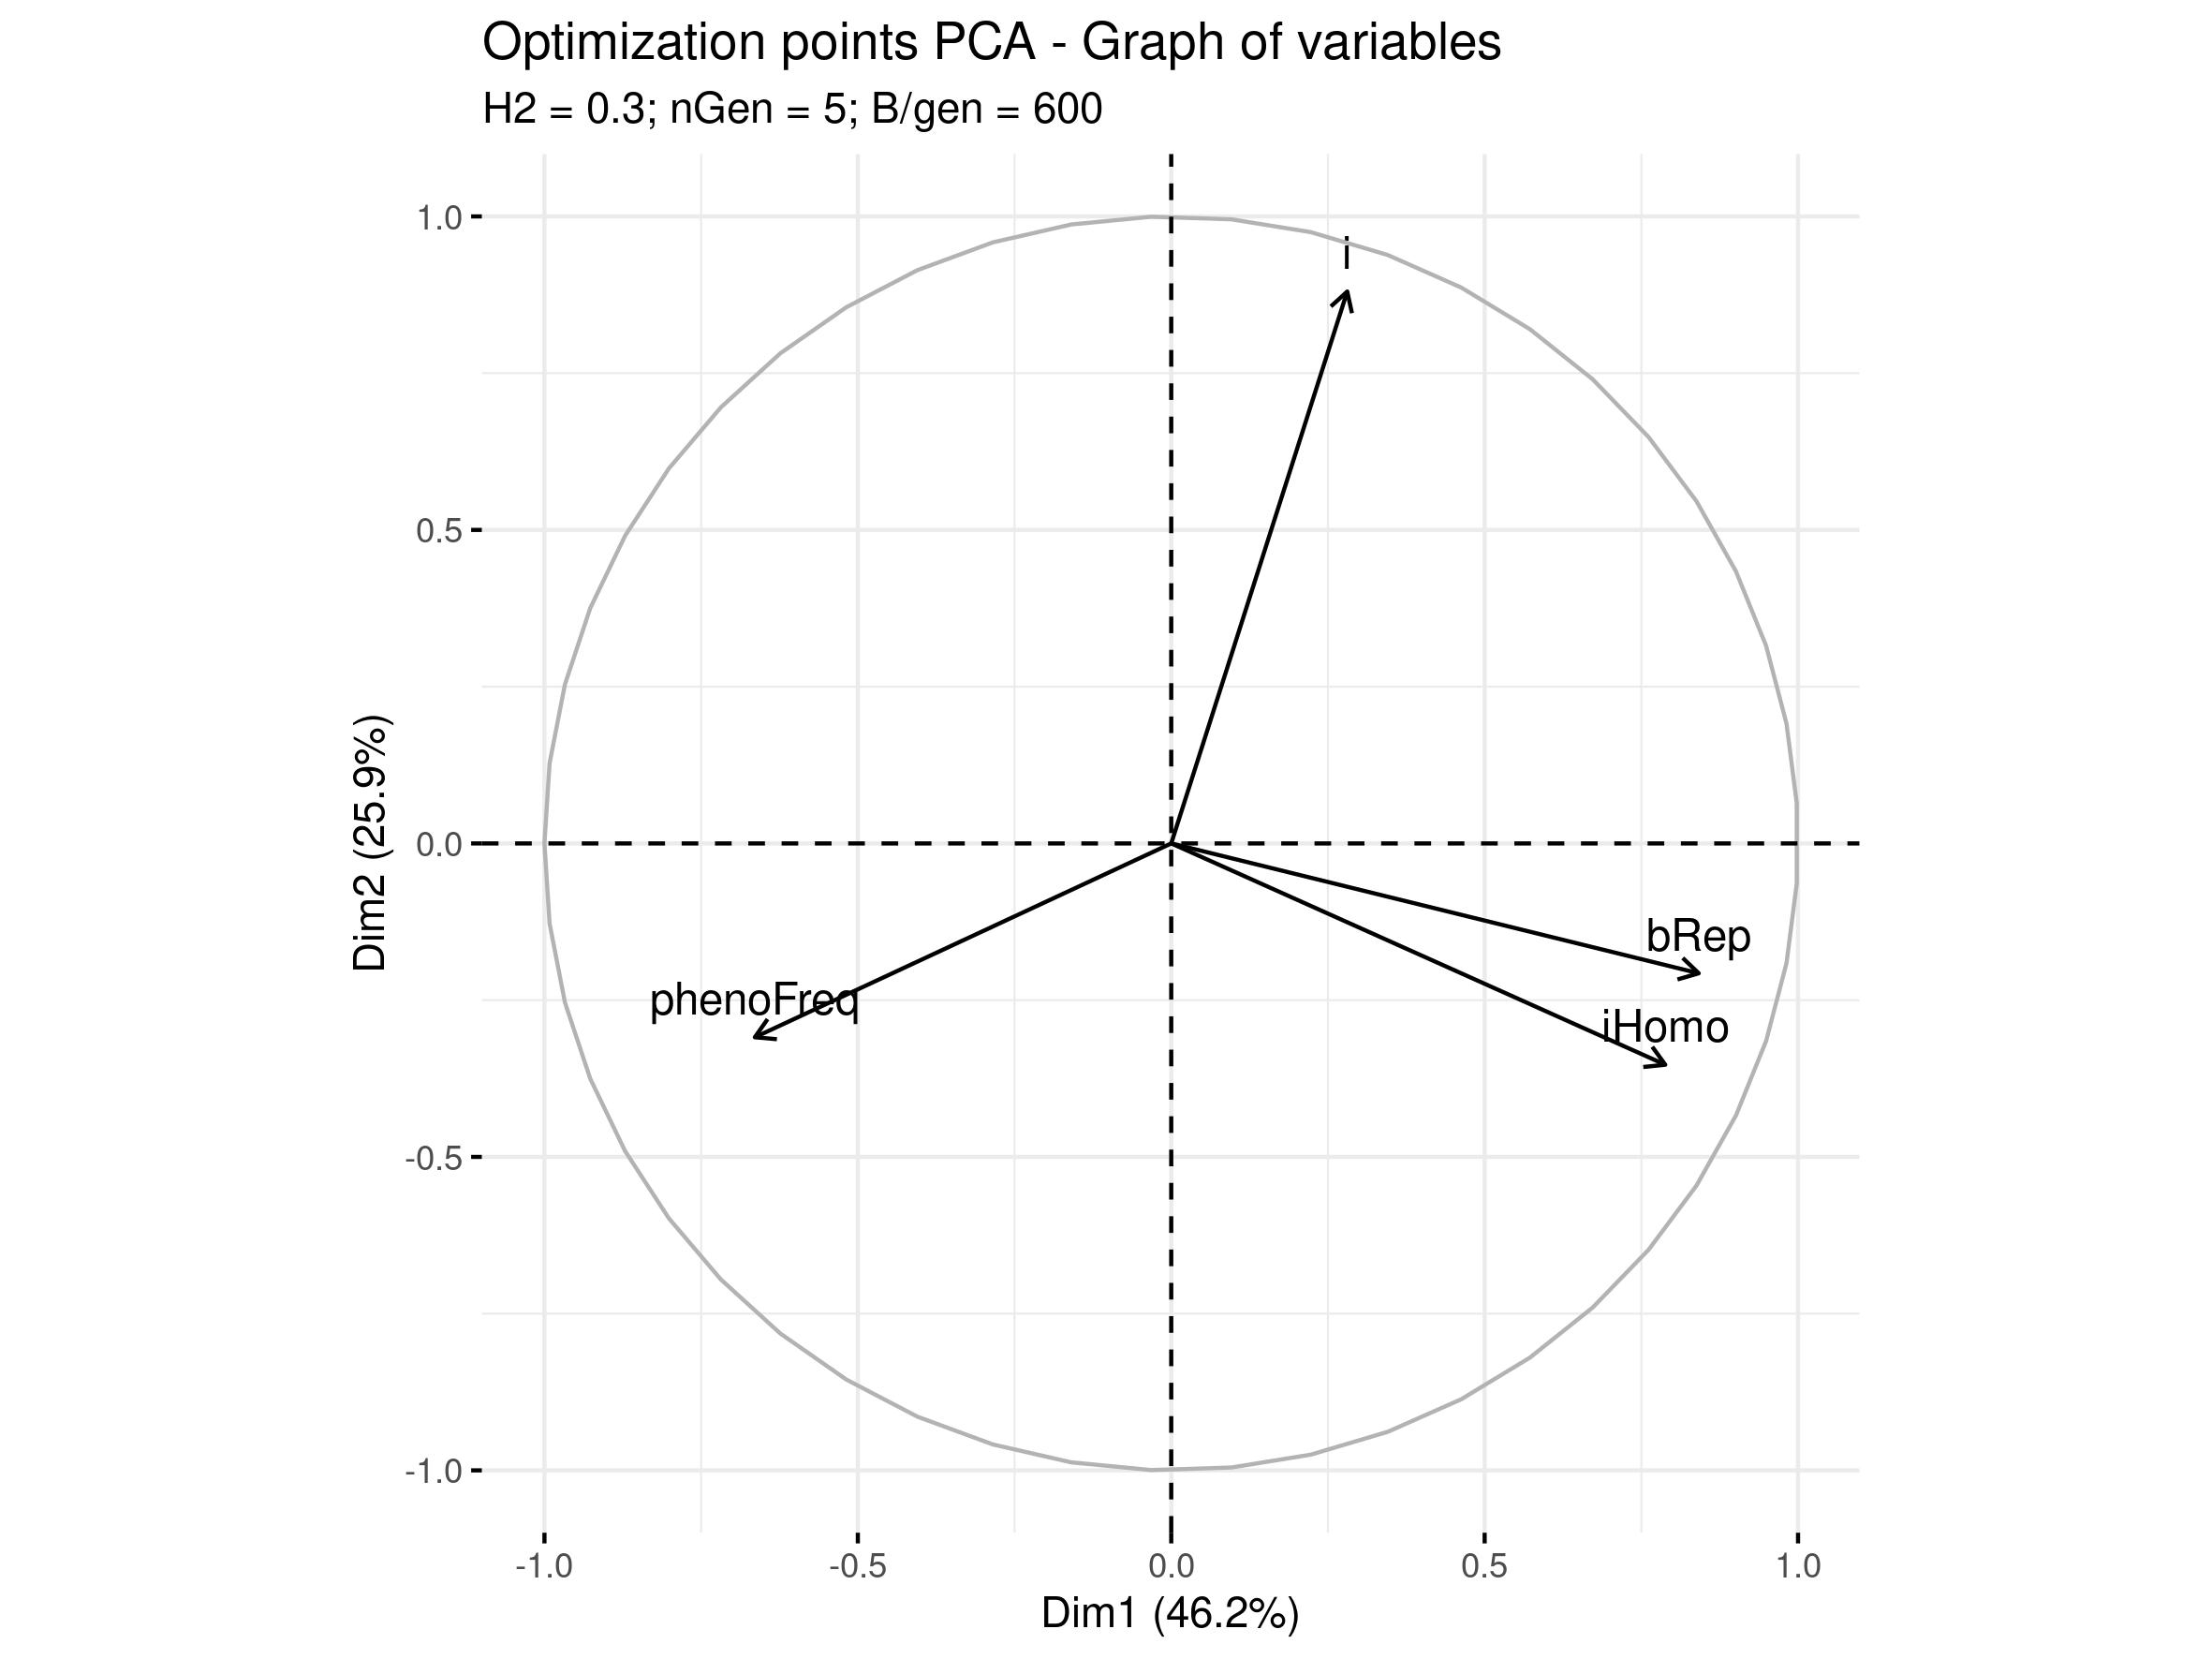 Optimization points PCA - Graph of variables
H2 = 0.3; nGen = 5; B/gen = 600
1.0
0.5
0.0
-0.5
-1.0
Dim2 (25.9%)
i
bRep
phenoFreq
iHomo
-1.0
-0.5
0.0
0.5
1.0
Dim1 (46.2%)